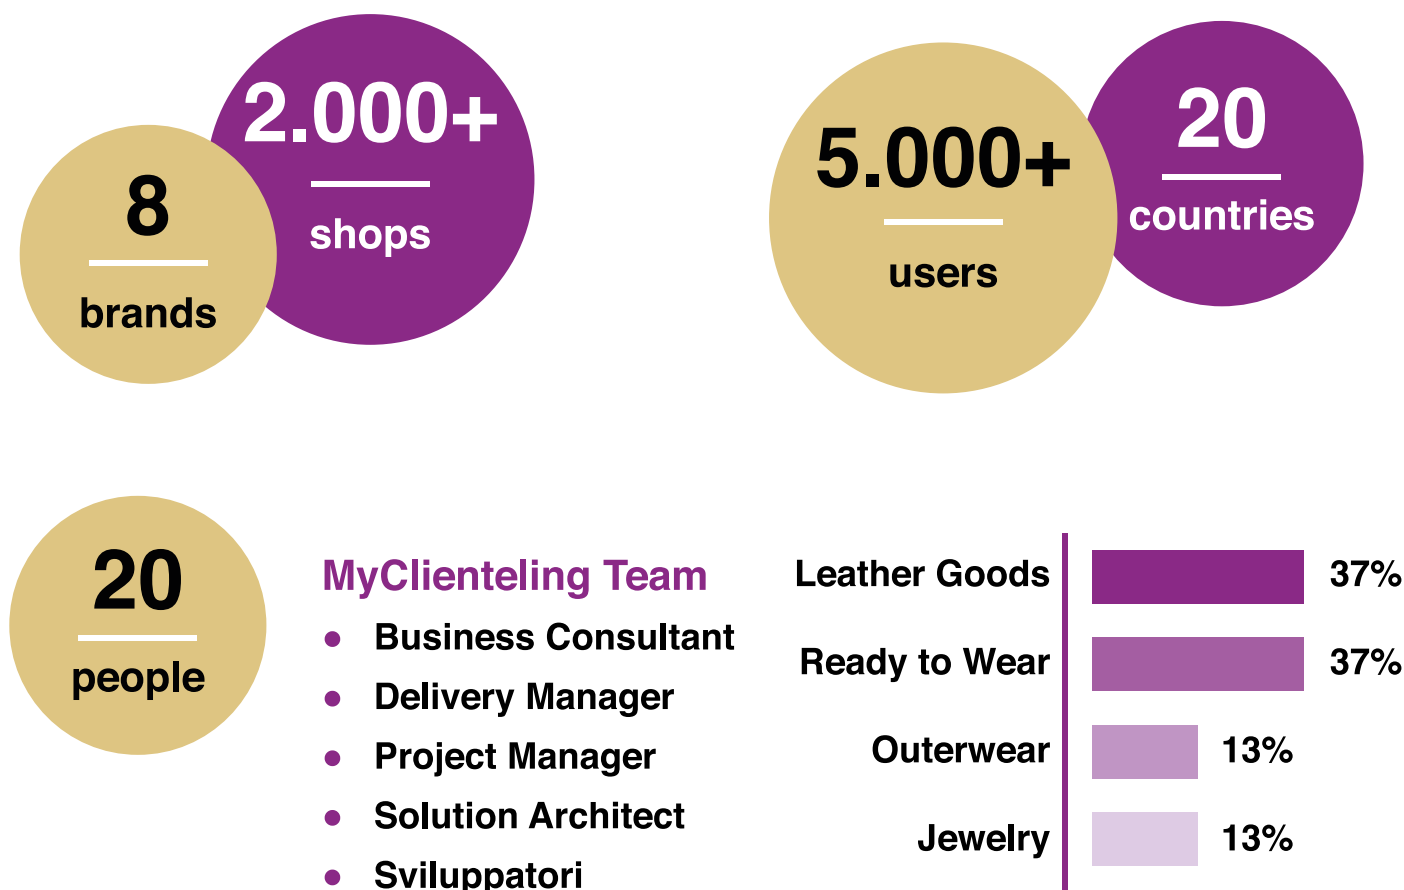 2.000+
shops
8
brands
5.000+
users
20
countries
20
people
MyClienteling Team
• Business Consultant
• Delivery Manager
• Project Manager
• Solution Architect
• Sviluppatori
Leather Goods 37%
Ready to Wear 37%
Outerwear 13%
Jewelry 13%